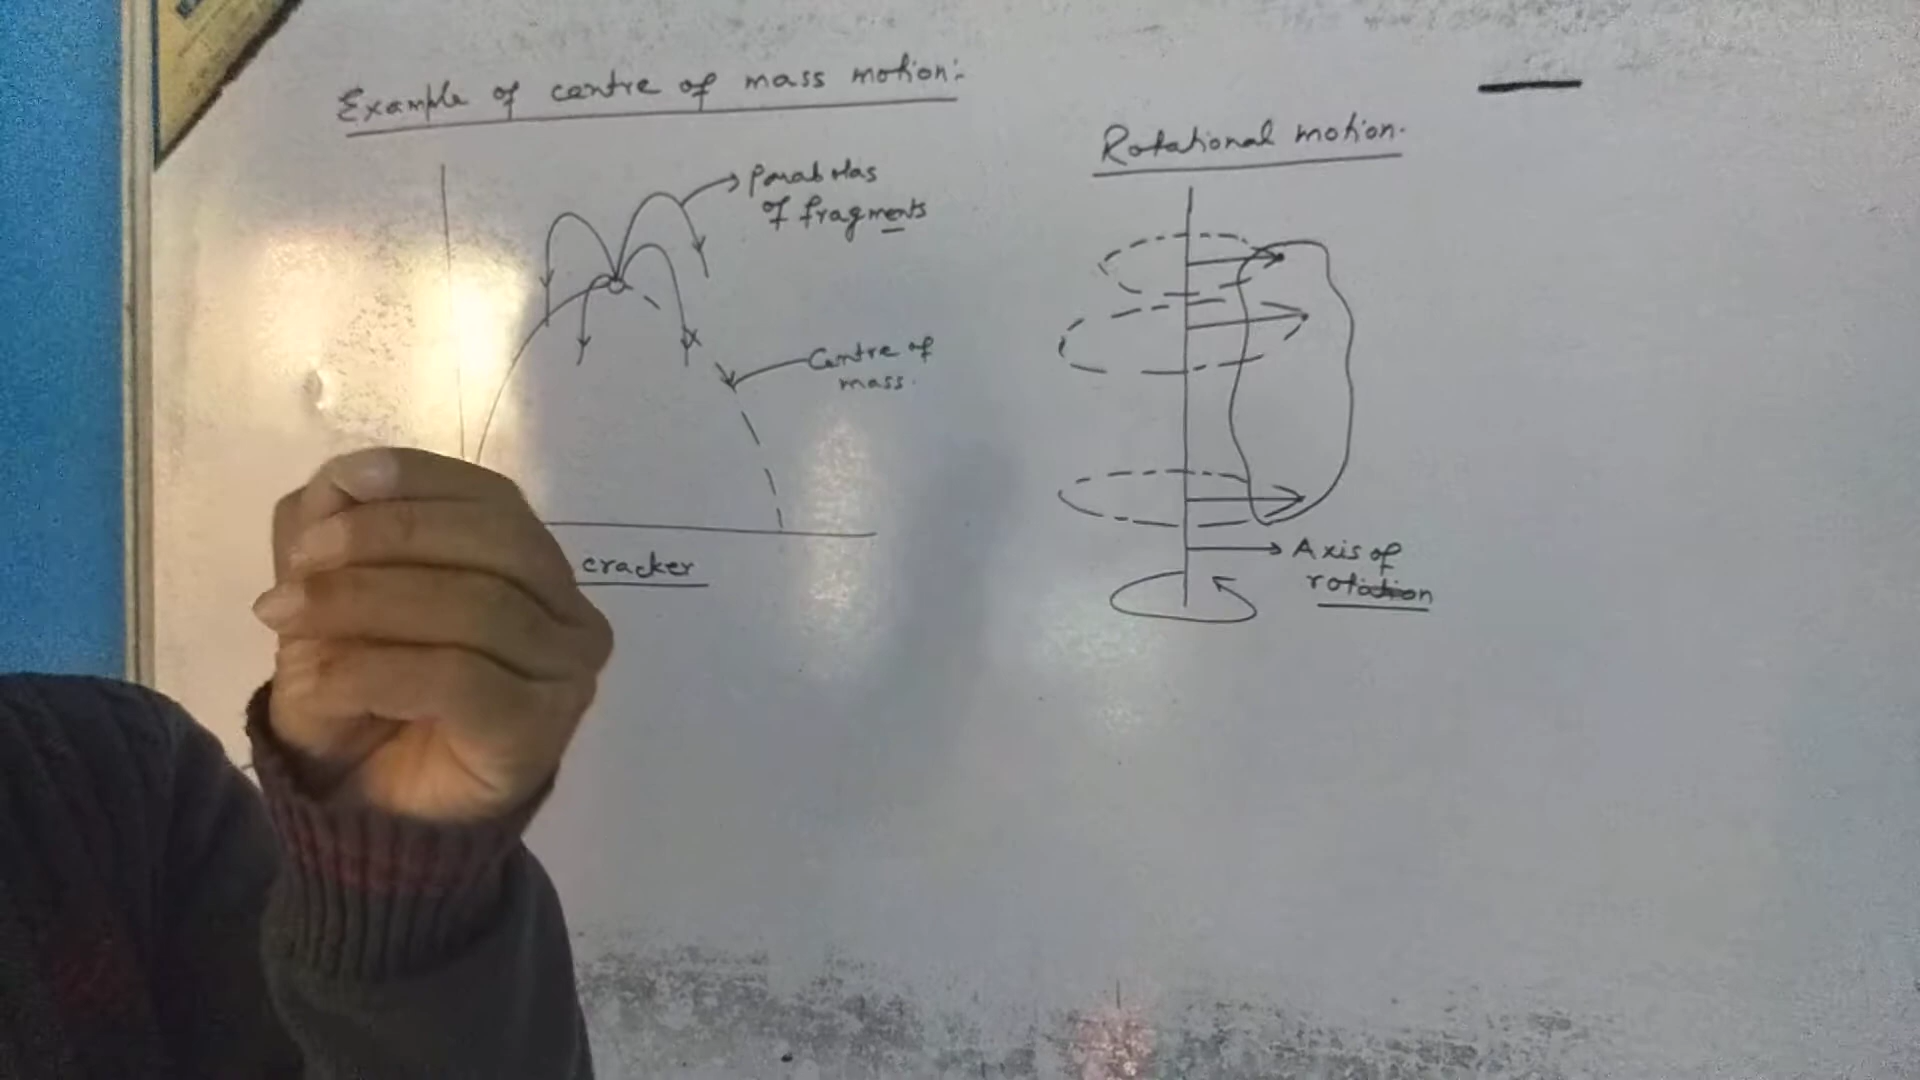 Example of centre of mass motion:-
Parabolas
of fragments
Centre of
mass.
cracker
Rotational motion.
Axis of
rotation